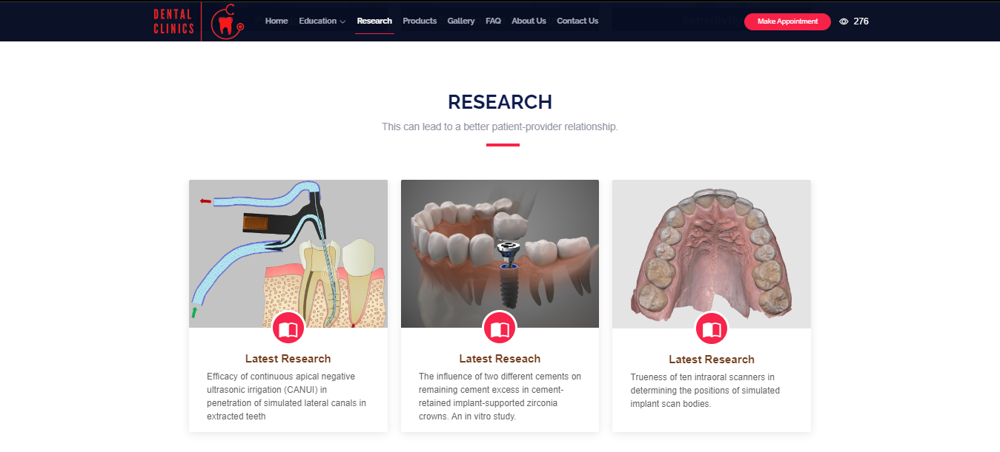 DENTAL
CLINICS
Home Education Research Products Gallery FAQ About Us Contact Us
Make Appointment
276
RESEARCH
This can lead to a better patient-provider relationship.
Latest Research
Efficacy of continuous apical negative
ultrasonic irrigation (CANUI) in
penetration of simulated lateral canals in
extracted teeth
Latest Reseach
The influence of two different cements on
remaining cement excess in cement-
retained implant-supported zirconia
crowns. An in vitro study.
Latest Research
Trueness of ten intraoral scanners in
determining the positions of simulated
implant scan bodies.